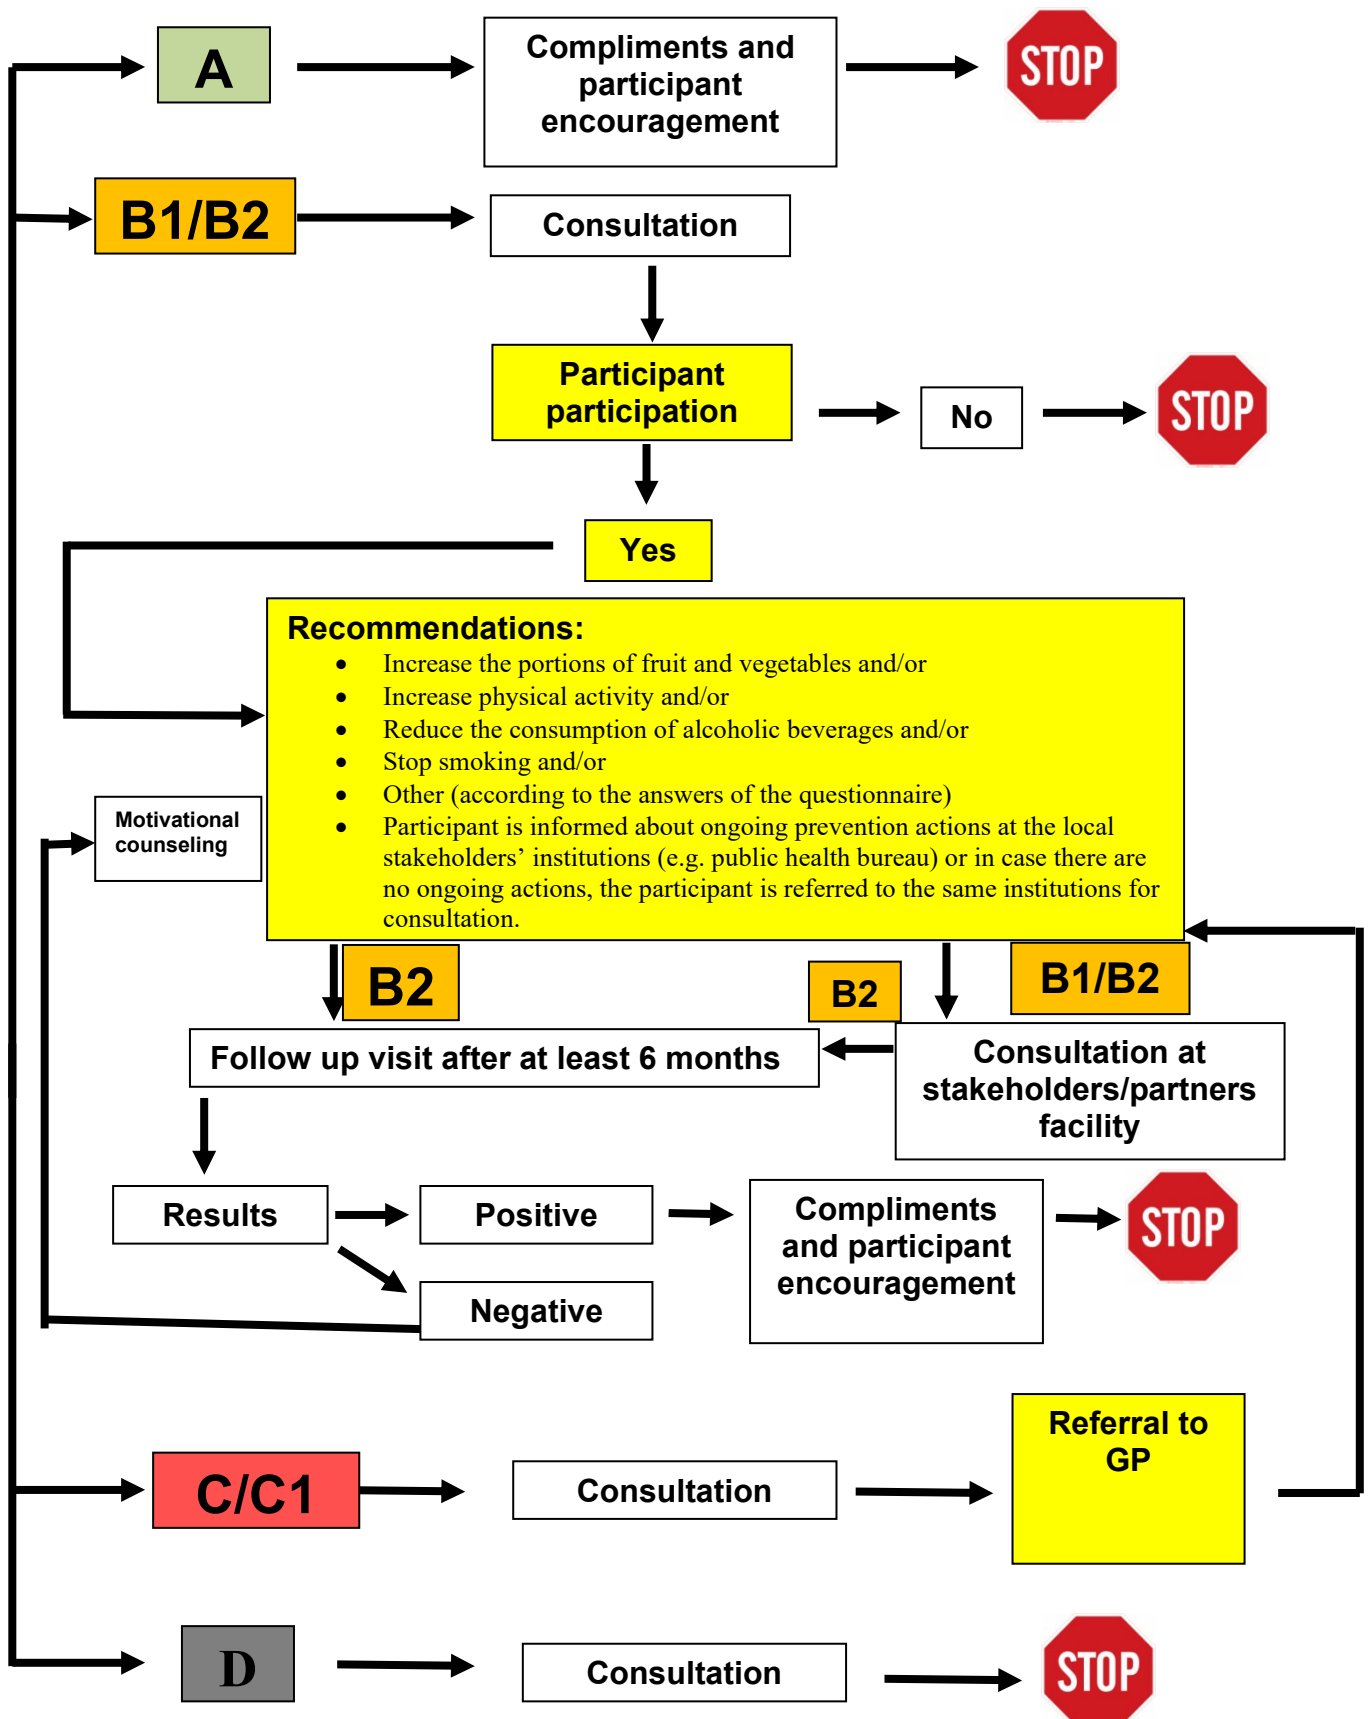 A
Compliments and
participant
encouragement
STOP
B1/B2
Consultation
Participant
participation
No
STOP
Yes
Recommendations:
• Increase the portions of fruit and vegetables and/or
• Increase physical activity and/or
• Reduce the consumption of alcoholic beverages and/or
• Stop smoking and/or
• Other (according to the answers of the questionnaire)
• Participant is informed about ongoing prevention actions at the local
stakeholders’ institutions (e.g. public health bureau) or in case there are
no ongoing actions, the participant is referred to the same institutions for
consultation.
Motivational
counseling
B2
B2
B1/B2
Follow up visit after at least 6 months
Consultation at
stakeholders/partners
facility
Results
Positive
Compliments
and participant
encouragement
STOP
Negative
C/C1
Consultation
Referral to
GP
D
Consultation
STOP